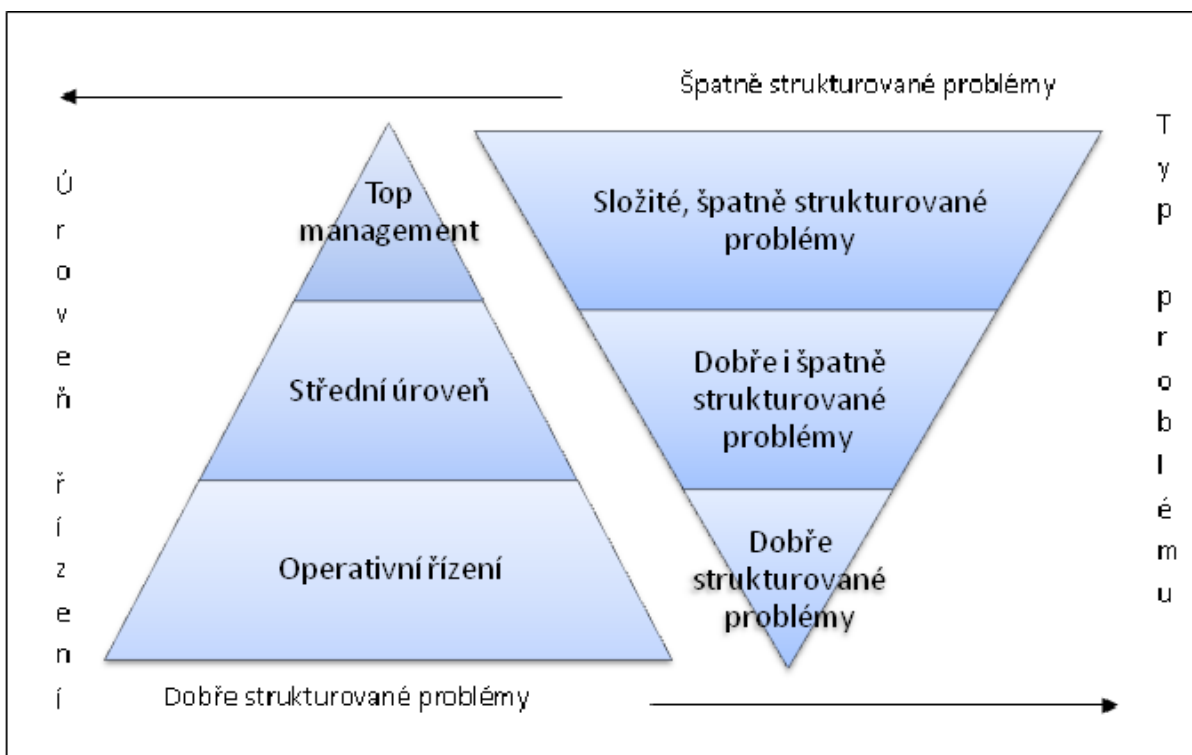 Špatně strukturované problémy
Úroveň řízení
Top
management
Střední úroveň
Operativní řízení
Složité, špatně strukturované
problémy
Dobře i špatně
strukturované
problémy
Dobře
strukturované
problémy
Typ problému
Dobře strukturované problémy